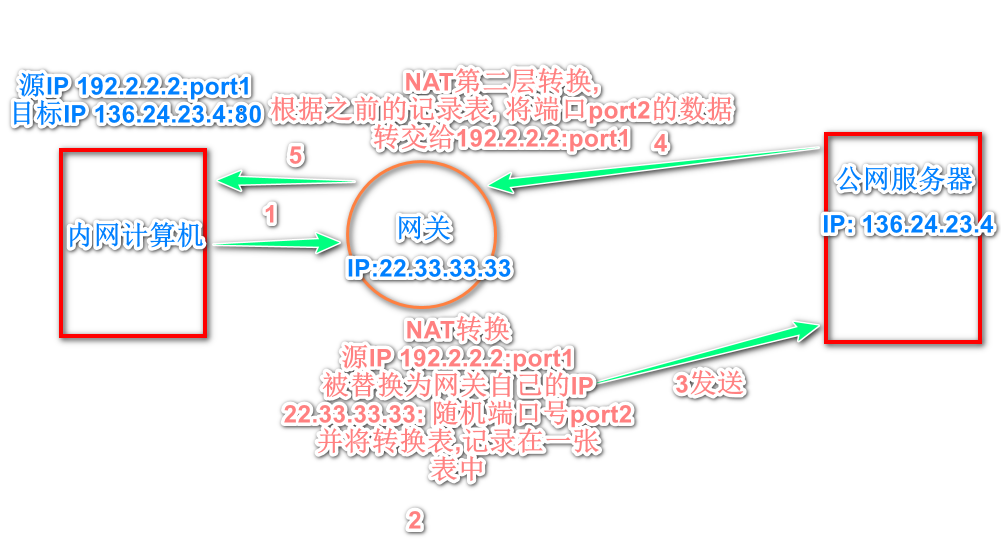 源IP 192.2.2.2:port1
目标IP 136.24.23.4:80
NAT第二层转换,
根据之前的记录表, 将端口port2的数据
转交给192.2.2.2:port1
5
4
1
内网计算机
网关
IP:22.33.33.33
公网服务器
IP: 136.24.23.4
NAT转换
源IP 192.2.2.2:port1
被替换为网关自己的IP
22.33.33.33: 随机端口号port2
并将转换表,记录在一张
表中
3发送
2